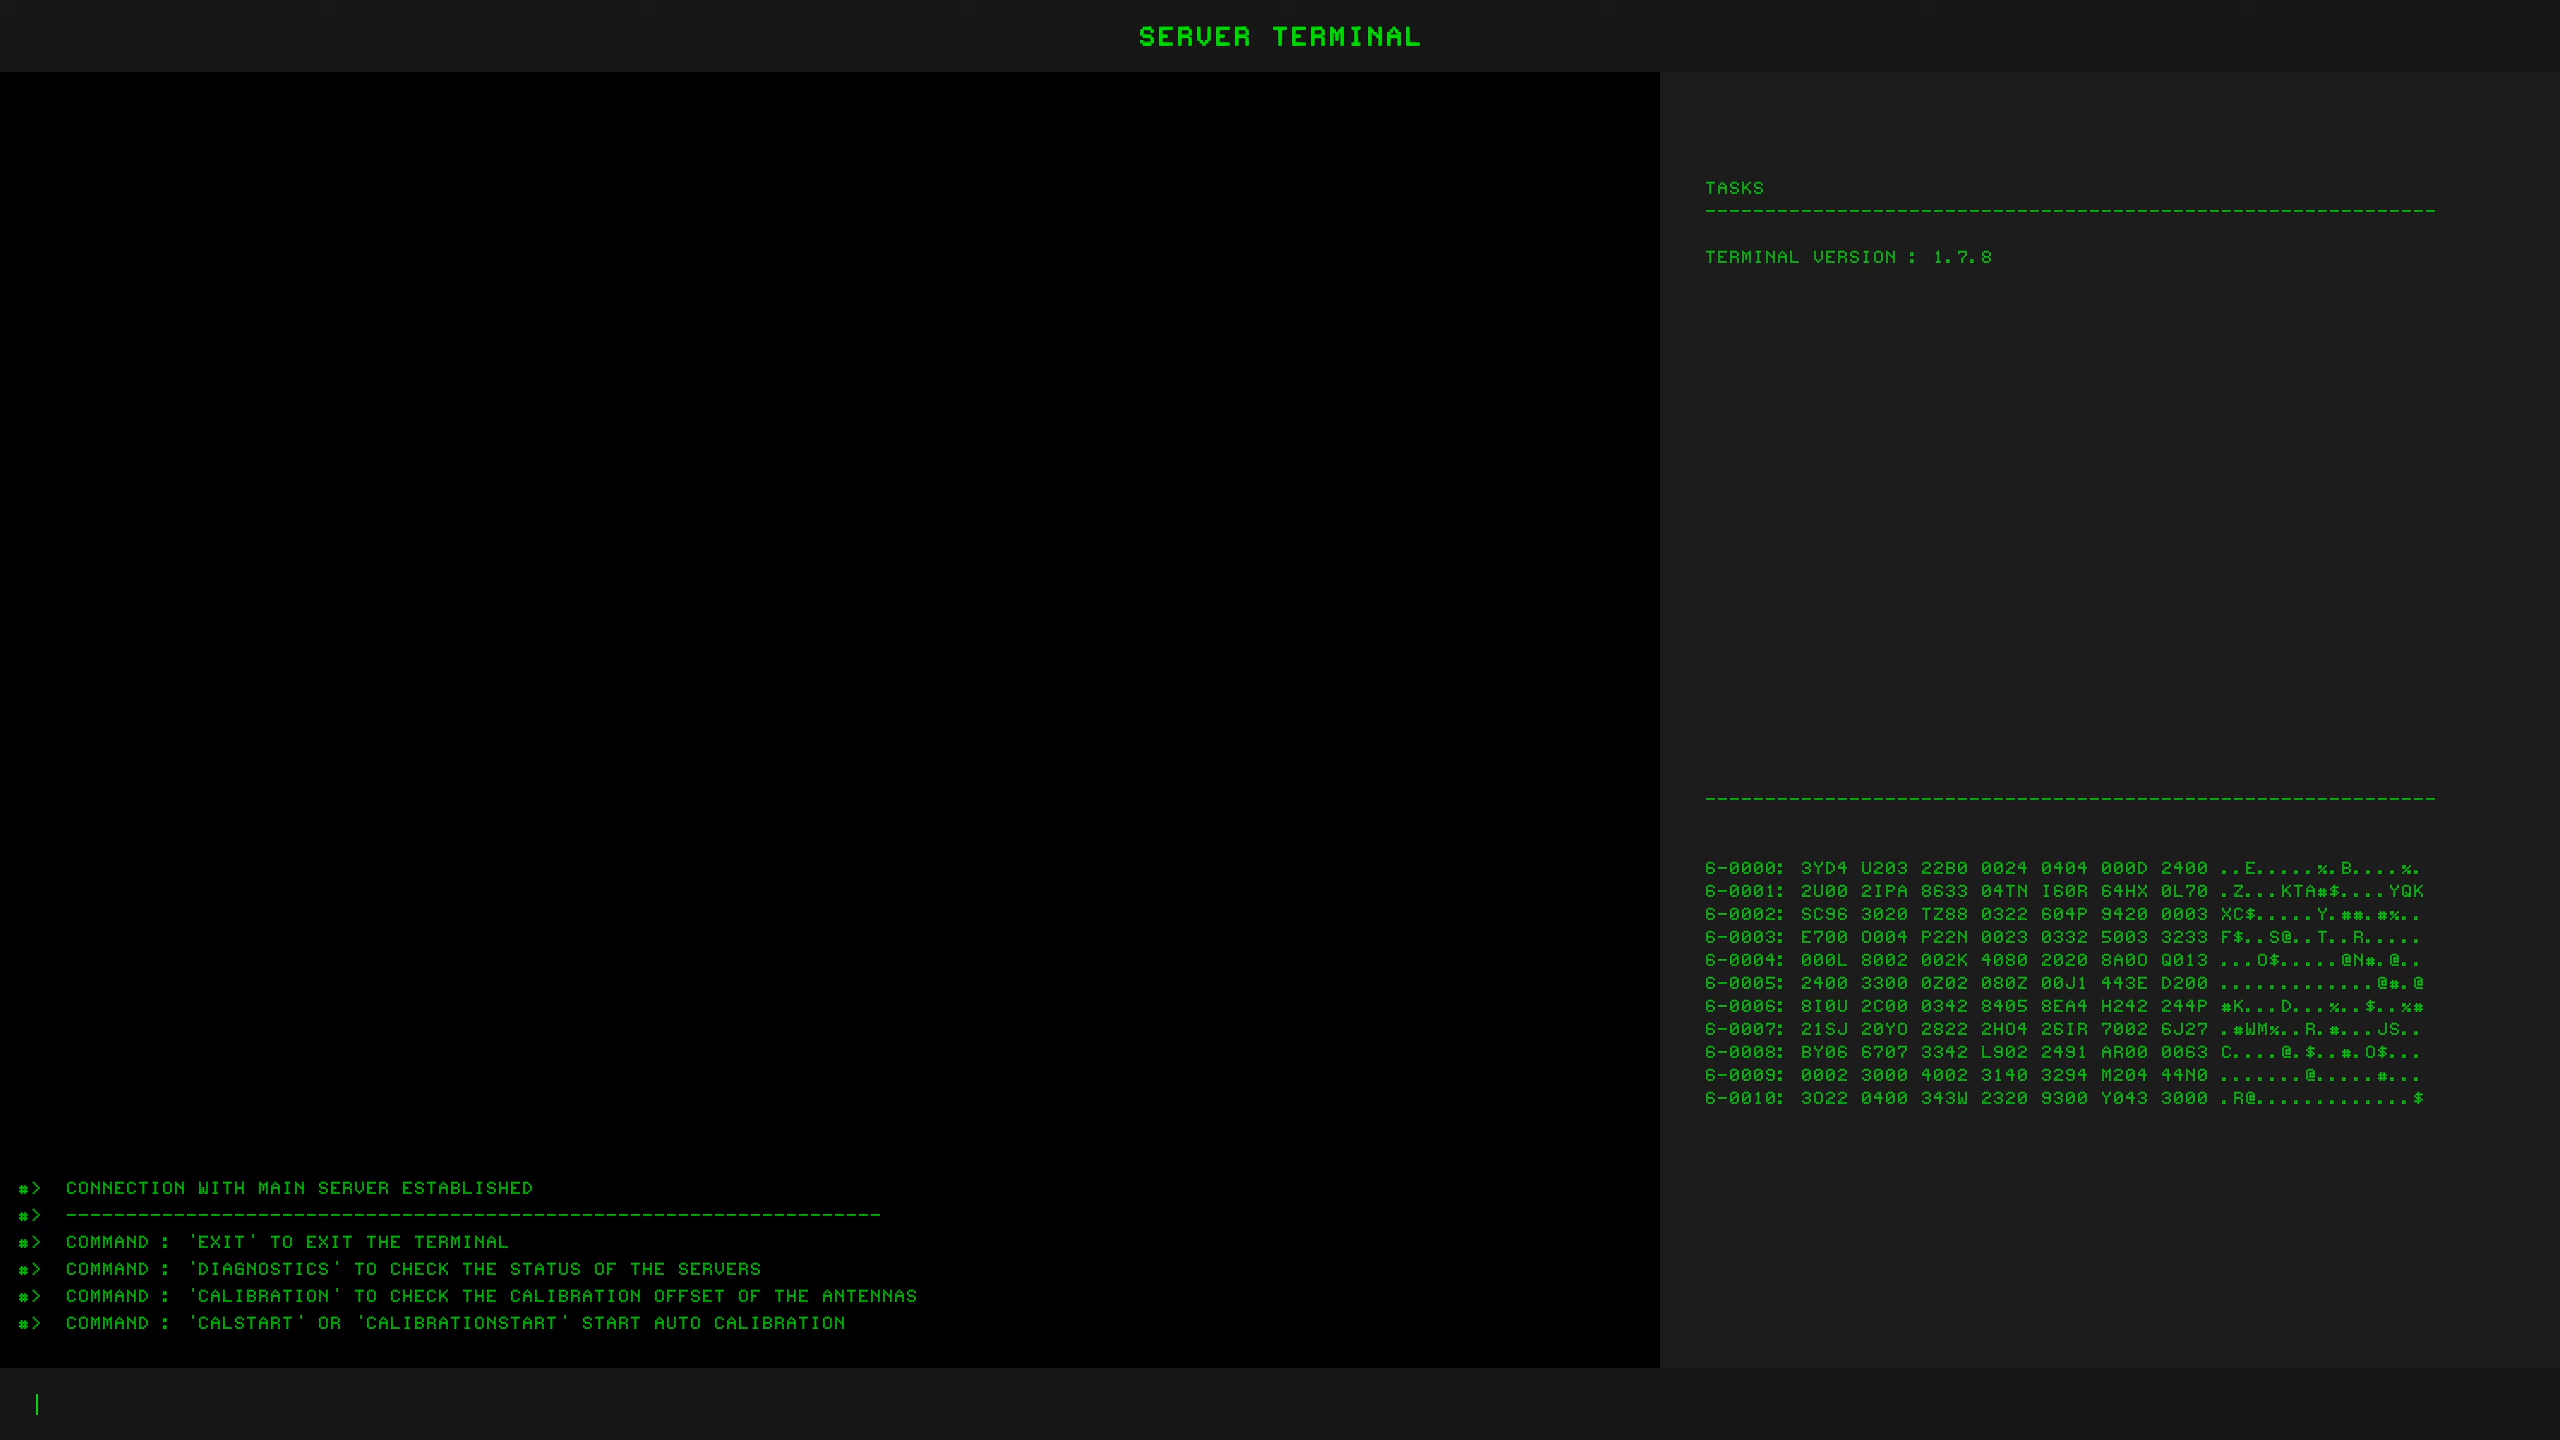 SERVER TERMINAL
TASKS
-------------------------------------------------------------
TERMINAL VERSION : 1.7.8
-------------------------------------------------------------
6-0000: 3YD4 U203 22B0 0024 0404 000D 2400 ..E.....%.B....%.
6-0001: 2U00 2IPA 8633 04TN I60R 64HX 0L70 .Z...KTA#$....YQK
6-0002: SC96 3020 TZ88 0322 604P 9420 0003 XC$.....Y.##.#%..
6-0003: E700 O004 P22N 0023 0332 5003 3233 F$..S@..T..R.....
6-0004: 000L 8002 002K 4080 2020 8A0O Q013 ...O$.....@N#.@..
6-0005: 2400 3300 0Z02 080Z 00J1 443E D200 .............@#.@
6-0006: 8I0U 2C00 0342 8405 8EA4 H242 244P #K...D...%..$..%#
6-0007: 21SJ 20YO 2822 2HO4 26IR 7002 6J27 .#WM%..R.#...JS..
6-0008: BY06 6707 3342 L902 2491 AR00 0063 C....@.$..#.O$...
6-0009: 0002 3000 4002 3140 3294 M204 44N0 .......@.....#...
6-0010: 3O22 0400 343W 2320 9300 Y043 3000 .R@.............$
#> CONNECTION WITH MAIN SERVER ESTABLISHED
#> --------------------------------------------------------------------
#> COMMAND : 'EXIT' TO EXIT THE TERMINAL
#> COMMAND : 'DIAGNOSTICS' TO CHECK THE STATUS OF THE SERVERS
#> COMMAND : 'CALIBRATION' TO CHECK THE CALIBRATION OFFSET OF THE ANTENNAS
#> COMMAND : 'CALSTART' OR 'CALIBRATIONSTART' START AUTO CALIBRATION